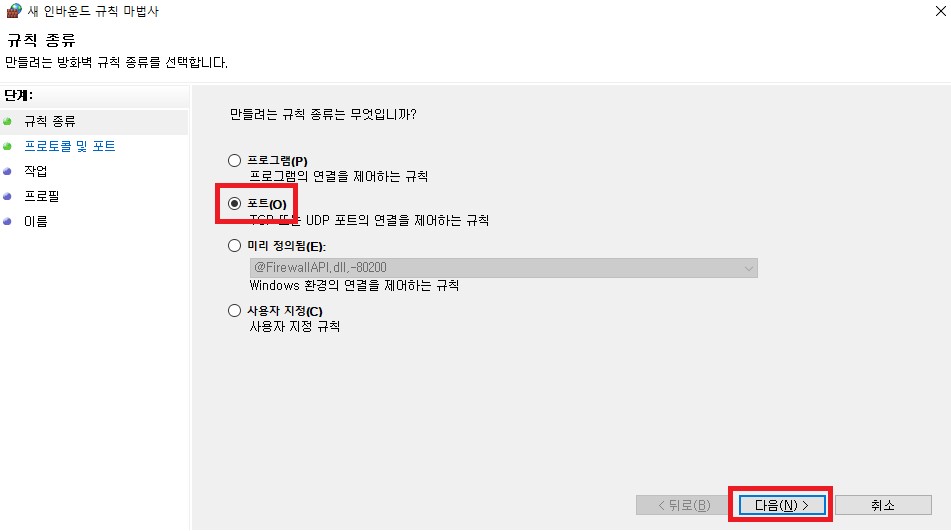 새 인바운드 규칙 마법사
규칙 종류
만들려는 방화벽 규칙 종류를 선택합니다.
단계:
규칙 종류
프로토콜 및 포트
작업
프로필
이름
만들려는 규칙 종류는 무엇입니까?
프로그램(P)
프로그램의 연결을 제어하는 규칙
포트(O)
TCP 또는 UDP 포트의 연결을 제어하는 규칙
미리 정의됨(E):
@FirewallAPI.dll,-80200
Windows 환경의 연결을 제어하는 규칙
사용자 지정(C)
사용자 지정 규칙
< 뒤로(B) 다음(N) > 취소